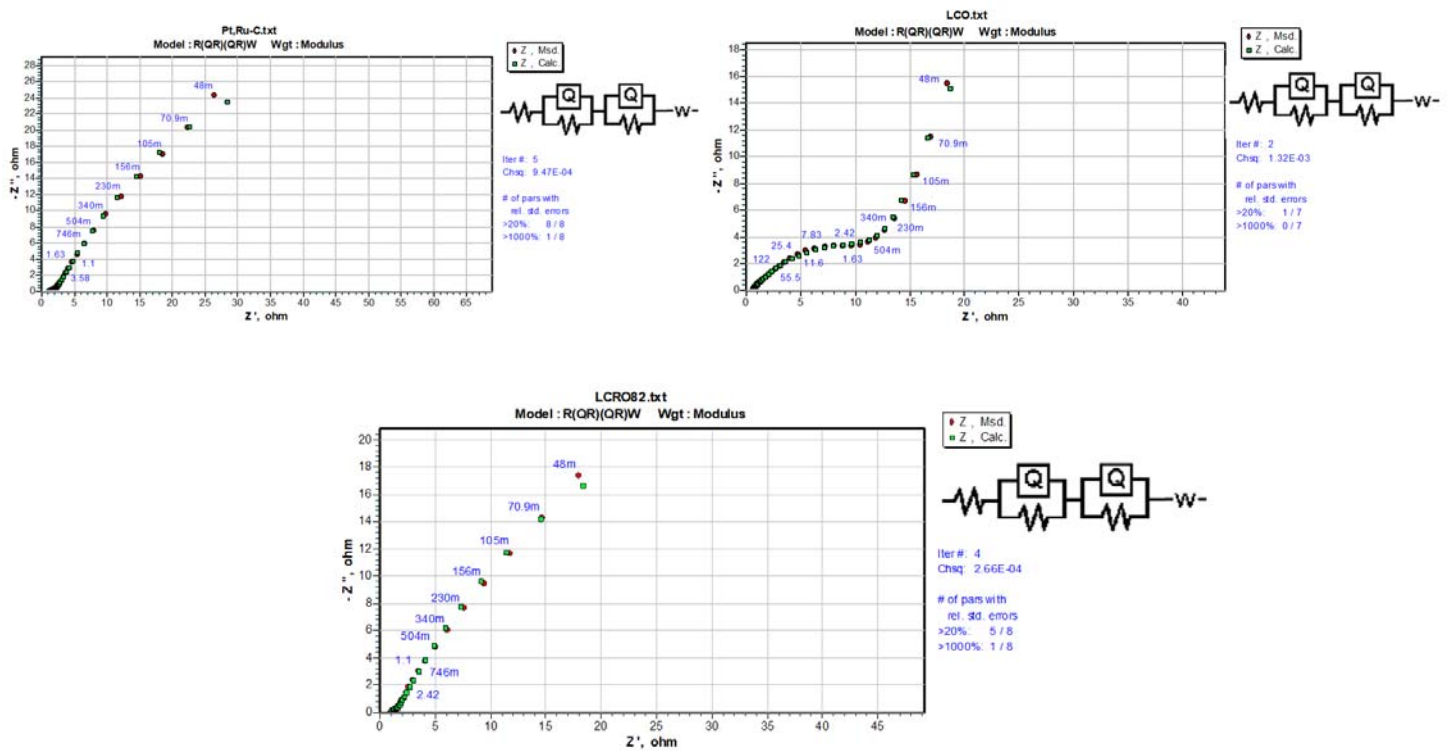 Pt,Ru-C.txt
Model : R(QR)(QR)W Wgt : Modulus
Z , Msd.
Z , Calc.
- Z'', ohm
28
26
24
22
20
18
16
14
12
10
8
6
4
2
0
48m
70.9m
105m
156m
230m
340m
504m
746m
1.63
1.1
3.58
0 5 10 15 20 25 30 35 40 45 50 55 60 65
Z', ohm
Q Q
W
Iter #: 5
Chsq: 9.47E-04
# of pars with
rel. std. errors
>20%: 8 / 8
>1000%: 1 / 8
LCO.txt
Model : R(QR)(QR)W Wgt : Modulus
Z , Msd.
Z , Calc.
- Z'', ohm
18
16
14
12
10
8
6
4
2
0
48m
70.9m
105m
156m
340m
230m
25.4 7.83 2.42
504m
122 11.6 1.63
55.5
0 5 10 15 20 25 30 35 40
Z', ohm
Q Q
W
Iter #: 2
Chsq: 1.32E-03
# of pars with
rel. std. errors
>20%: 1 / 7
>1000%: 0 / 7
LCRO82.txt
Model : R(QR)(QR)W Wgt : Modulus
Z , Msd.
Z , Calc.
- Z'', ohm
20
18
16
14
12
10
8
6
4
2
0
48m
70.9m
105m
156m
230m
340m
504m
1.1
746m
2.42
0 5 10 15 20 25 30 35 40 45
Z', ohm
Q Q
W
Iter #: 4
Chsq: 2.66E-04
# of pars with
rel. std. errors
>20%: 5 / 8
>1000%: 1 / 8